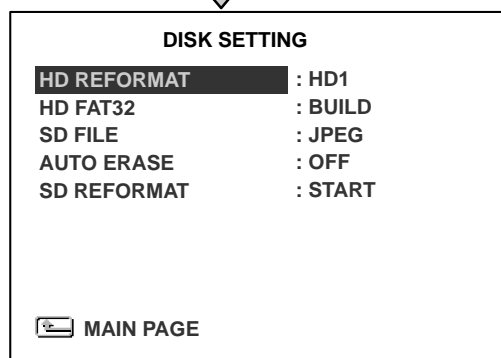 DISK SETTING
HD REFORMAT : HD1
HD FAT32 : BUILD
SD FILE : JPEG
AUTO ERASE : OFF
SD REFORMAT : START
MAIN PAGE